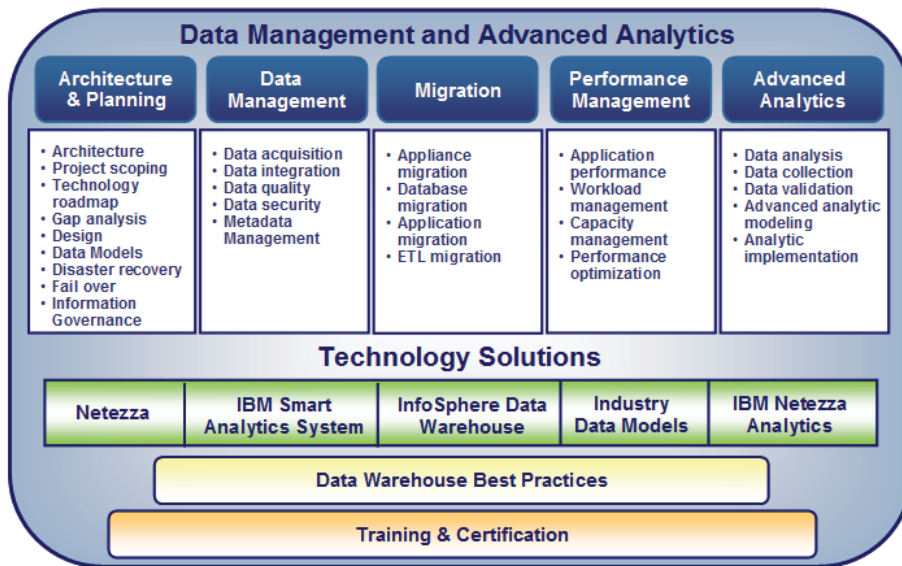 Data Management and Advanced Analytics
Architecture
& Planning
Data
Management
Migration
Performance
Management
Advanced
Analytics
• Architecture
• Project scoping
• Technology
roadmap
• Gap analysis
• Design
• Data Models
• Disaster recovery
• Fail over
• Information
Governance
• Data acquisition
• Data integration
• Data quality
• Data security
• Metadata
Management
• Appliance
migration
• Database
migration
• Application
migration
• ETL migration
• Application
performance
• Workload
management
• Capacity
management
• Performance
optimization
• Data analysis
• Data collection
• Data validation
• Advanced analytic
modeling
• Analytic
implementation
Technology Solutions
Netezza
IBM Smart
Analytics System
InfoSphere Data
Warehouse
Industry
Data Models
IBM Netezza
Analytics
Data Warehouse Best Practices
Training & Certification